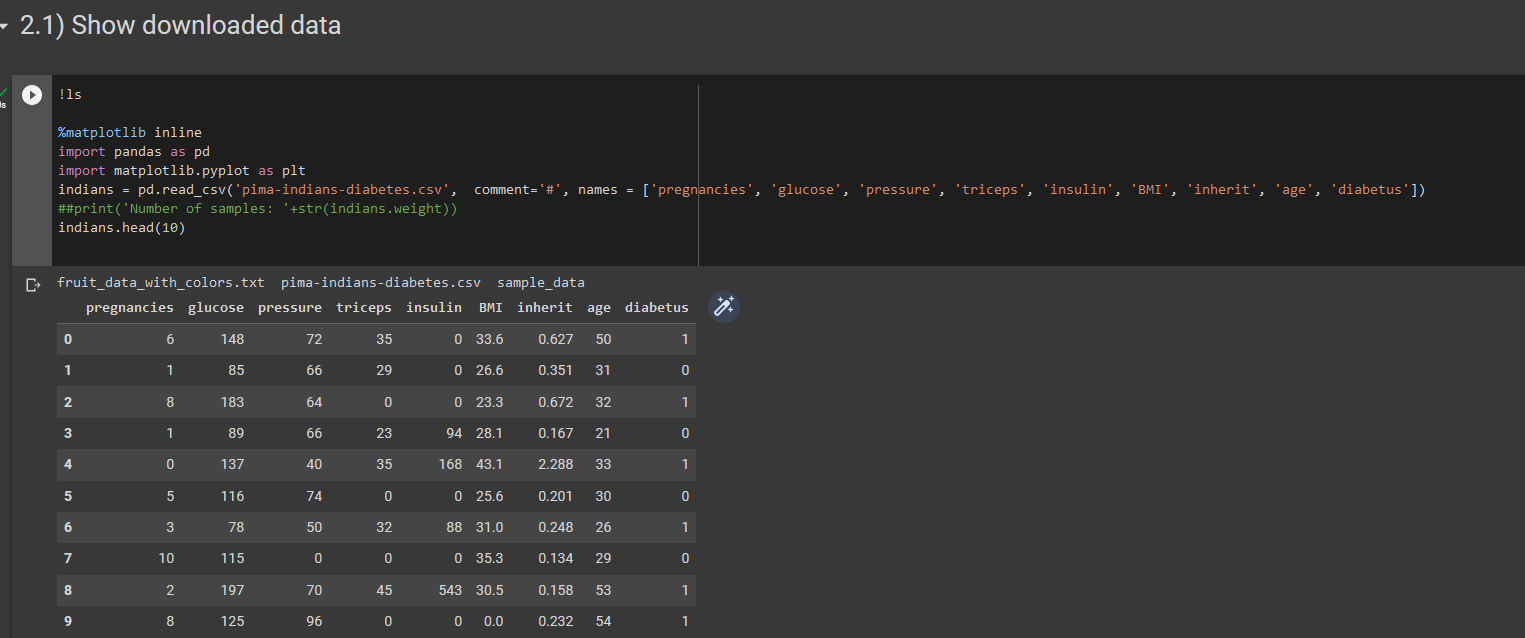 2.1) Show downloaded data
!ls
%matplotlib inline
import pandas as pd
import matplotlib.pyplot as plt
indians = pd.read_csv('pima-indians-diabetes.csv',  comment='#', names = ['pregnancies', 'glucose', 'pressure', 'triceps', 'insulin', 'BMI', 'inherit', 'age', 'diabetus'])
##print('Number of samples: '+str(indians.weight))
indians.head(10)
fruit_data_with_colors.txt  pima-indians-diabetes.csv  sample_data
pregnancies glucose pressure triceps insulin BMI inherit age diabetus
0 6 148 72 35 0 33.6 0.627 50 1
1 1 85 66 29 0 26.6 0.351 31 0
2 8 183 64 0 0 23.3 0.672 32 1
3 1 89 66 23 94 28.1 0.167 21 0
4 0 137 40 35 168 43.1 2.288 33 1
5 5 116 74 0 0 25.6 0.201 30 0
6 3 78 50 32 88 31.0 0.248 26 1
7 10 115 0 0 0 35.3 0.134 29 0
8 2 197 70 45 543 30.5 0.158 53 1
9 8 125 96 0 0 0.0 0.232 54 1